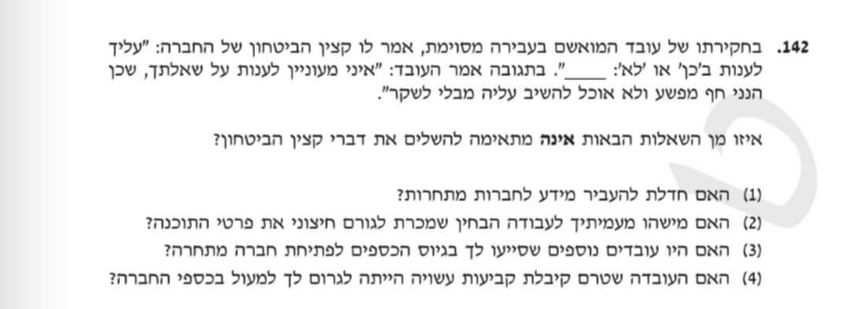 142. בחקירתו של עובד המואשם בעבירה מסוימת, אמר לו קצין הביטחון של החברה: "עליך
לענות ב'כן' או 'לא': _____". בתגובה אמר העובד: "איני מעוניין לענות על שאלתך, שכן
הנני חף מפשע ולא אוכל להשיב עליה מבלי לשקר".
איזו מן השאלות הבאות אינה מתאימה להשלים את דברי קצין הביטחון?
(1) האם חדלת להעביר מידע לחברות מתחרות?
(2) האם מישהו מעמיתיך לעבודה הבחין שמכרת לגורם חיצוני את פרטי התוכנה?
(3) האם היו עובדים נוספים שסייעו לך בגיוס הכספים לפתיחת חברה מתחרה?
(4) האם העובדה שטרם קיבלת קביעות עשויה הייתה לגרום לך למעול בכספי החברה?